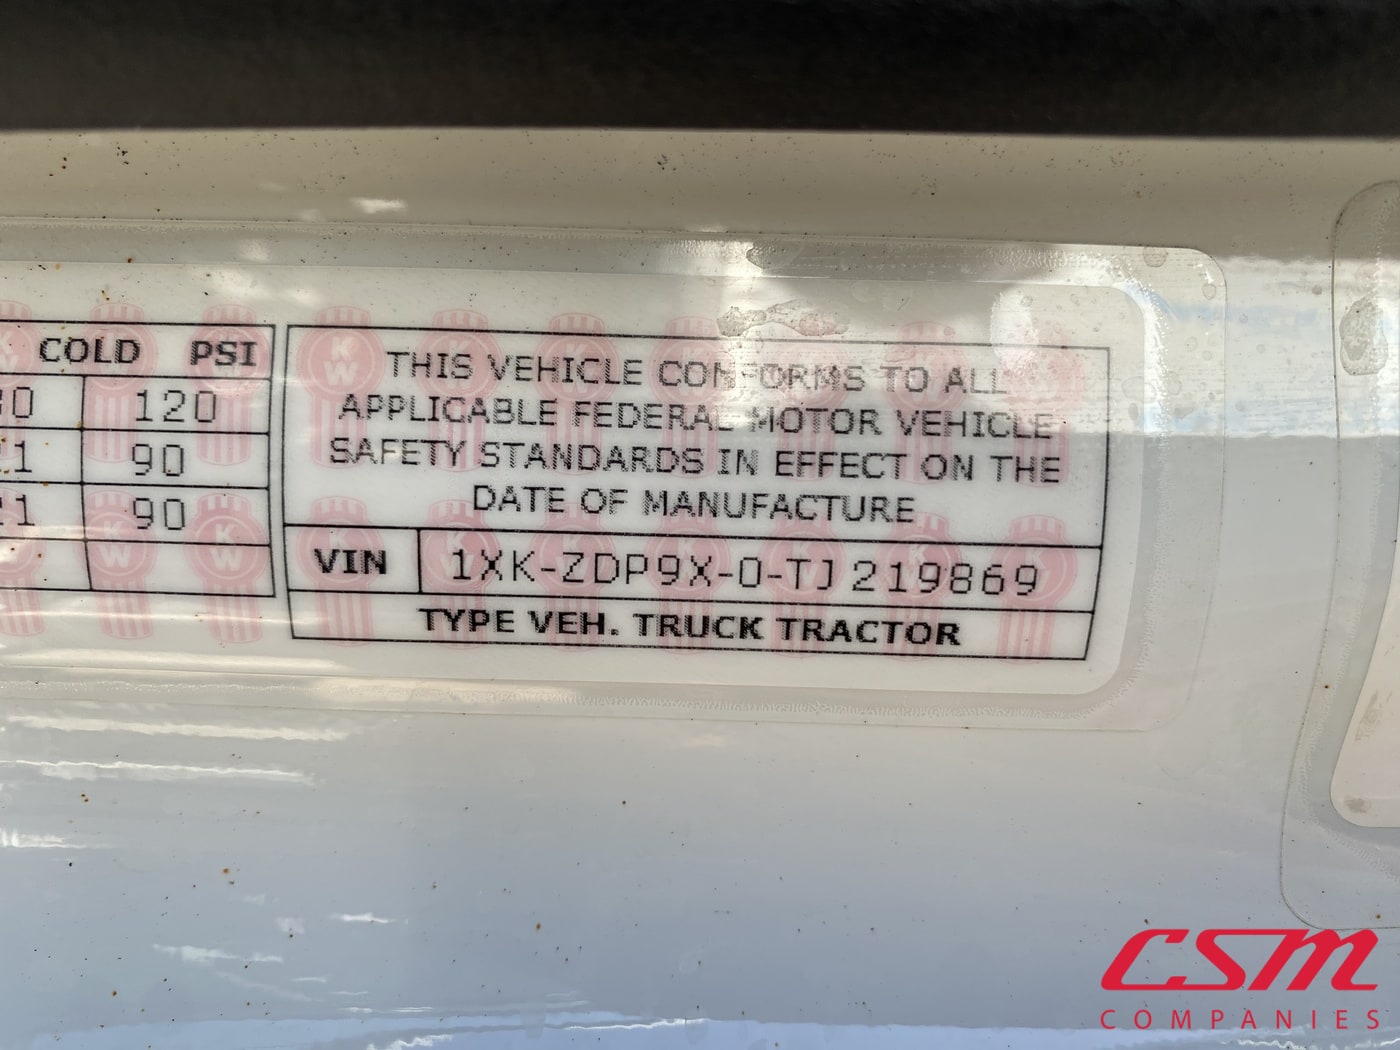 COLD PSI
120
90
90
THIS VEHICLE CONFORMS TO ALL
APPLICABLE FEDERAL MOTOR VEHICLE
SAFETY STANDARDS IN EFFECT ON THE
DATE OF MANUFACTURE
VIN 1XK-ZDP9X-0-TJ219869
TYPE VEH. TRUCK TRACTOR
CSM
COMPANIES